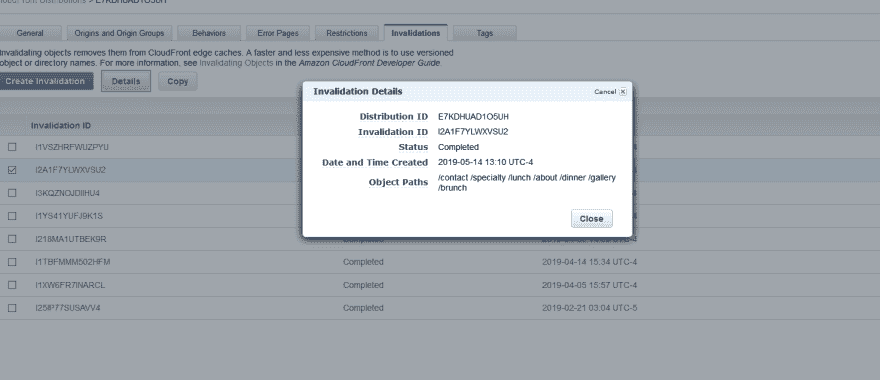 General Origins and Origin Groups Behaviors Error Pages Restrictions Invalidations Tags
Invalidating objects removes them from CloudFront edge caches. A faster and less expensive method is to use versioned
object or directory names. For more information, see Invalidating Objects in the Amazon CloudFront Developer Guide.
Create Invalidation Details Copy
Invalidation Details Cancel
Distribution ID E7KDHUAD1O5UH
Invalidation ID I2A1F7YLWXVSU2
Status Completed
Date and Time Created 2019-05-14 13:10 UTC-4
Object Paths /contact /specialty /lunch /about /dinner /gallery
/brunch
Close
Invalidation ID
I1VSZHRFWUZPYU
I2A1F7YLWXVSU2
I3KQZNOJDIIHU4
I1YS41YUFJ9K1S
I218MA1UTBEK9R
I1TBFMMM502HFM Completed 2019-04-14 15:34 UTC-4
I1XW6FR7INARCL Completed 2019-04-05 15:57 UTC-4
I25IP77SUSAVV4 Completed 2019-02-21 03:04 UTC-5